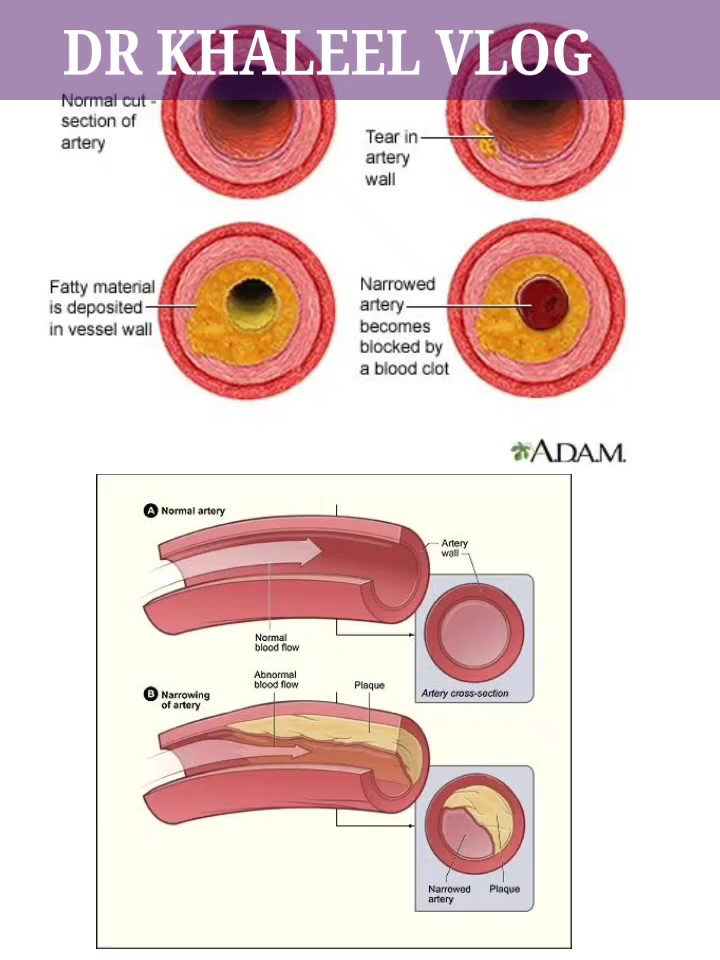 DR KHALEEL VLOG
Normal cut -
section of
artery
Tear in
artery
wall
Fatty material
is deposited
in vessel wall
Narrowed
artery
becomes
blocked by
a blood clot
A.D.A.M.
A Normal artery
Artery
wall
Normal
blood flow
Artery cross-section
Abnormal
blood flow
Plaque
B Narrowing
of artery
Narrowed
artery
Plaque